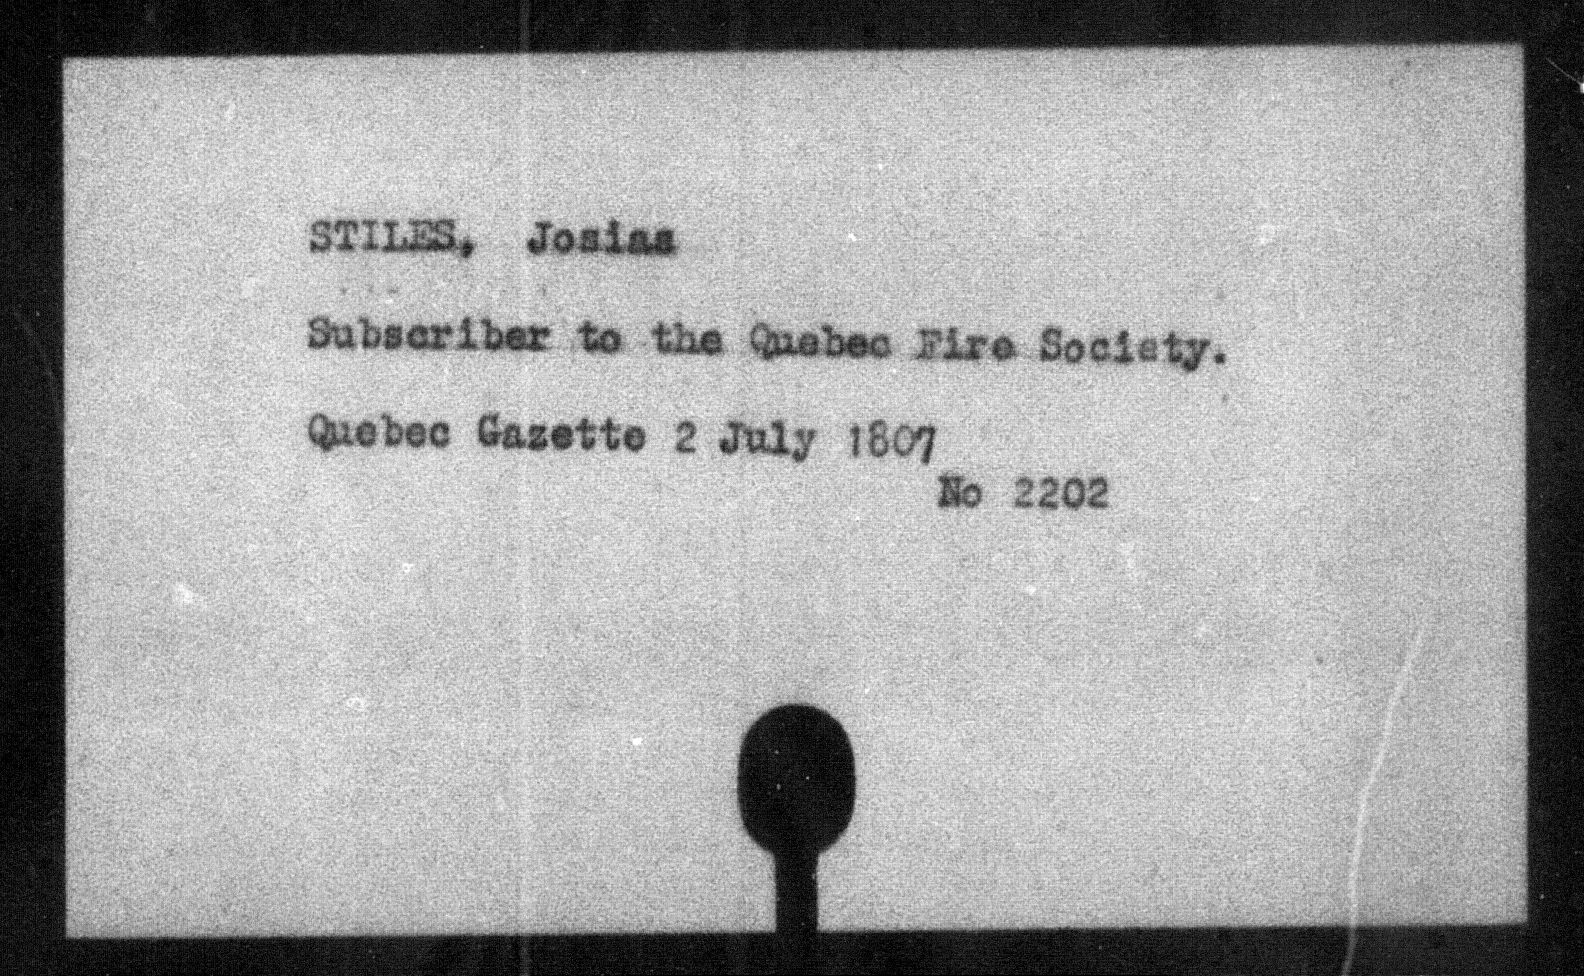 STILES, Josias
Subscriber to the Quebec Fire Society.
Quebec Gazette 2 July 1807
No 2202